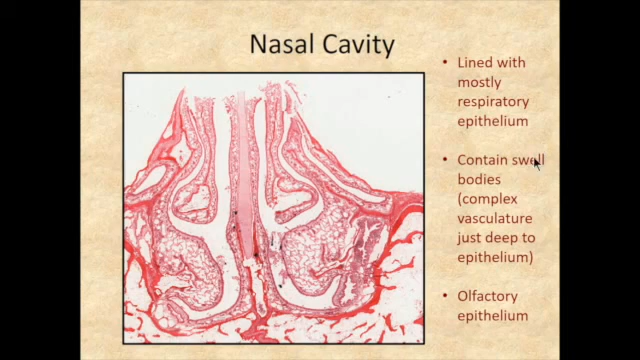 Nasal Cavity
• Lined with
mostly
respiratory
epithelium
• Contain swell
bodies
(complex
vasculature
just deep to
epithelium)
• Olfactory
epithelium